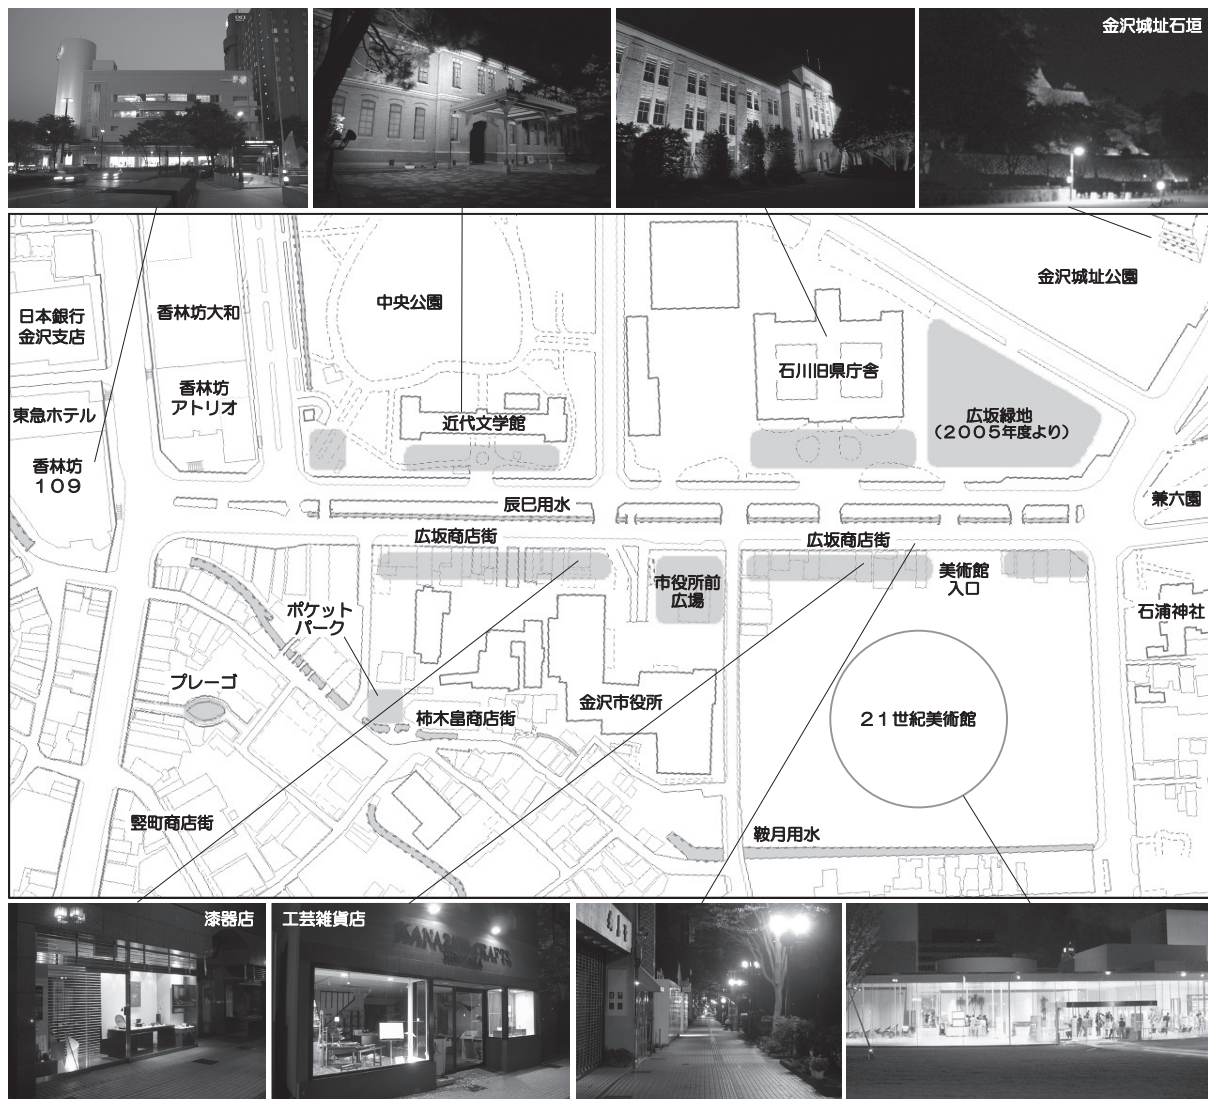 金沢城址石垣
金沢城址公園
中央公園
香林坊大和
日本銀行
金沢支店
石川旧県庁舎
香林坊
アトリオ
東急ホテル
近代文学館
広坂緑地
(2005年度より)
香林坊
109
兼六園
辰巳用水
広坂商店街
広坂商店街
美術館
入口
市役所前
広場
ポケット
パーク
石浦神社
プレーゴ
金沢市役所
柿木畠商店街
21世紀美術館
竪町商店街
鞍月用水
漆器店
工芸雑貨店